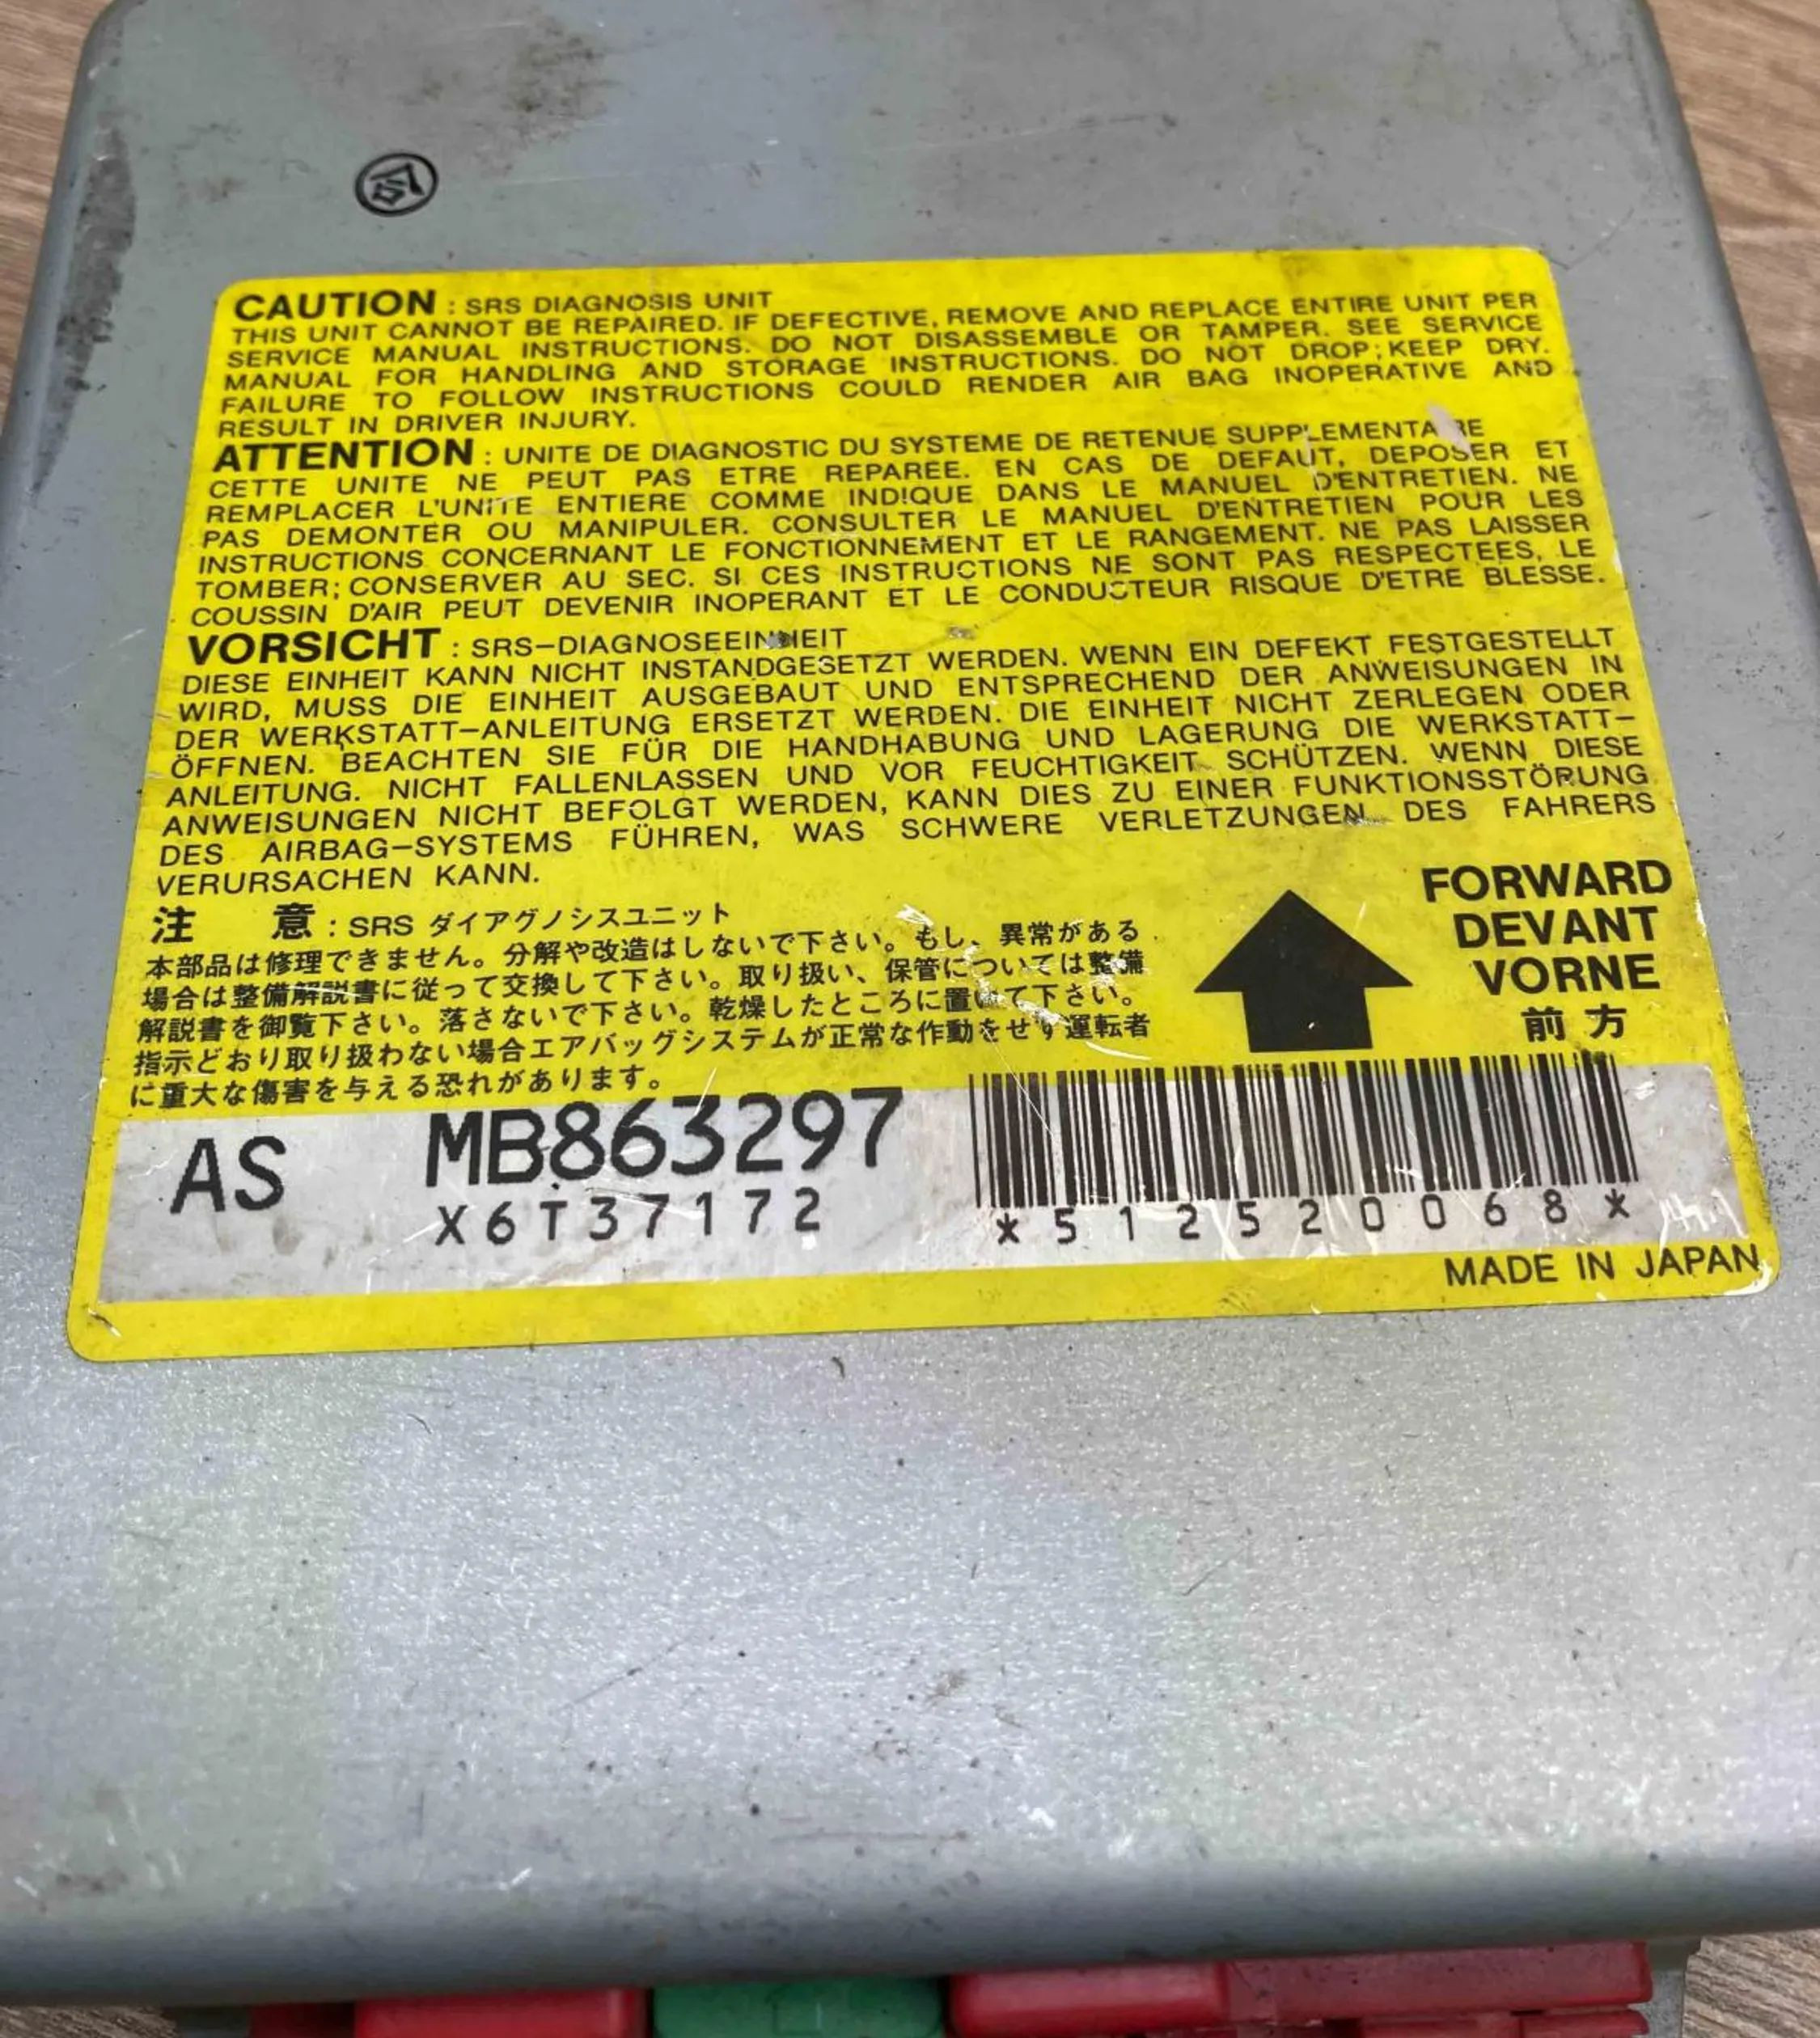 CAUTION : SRS DIAGNOSIS UNIT
THIS UNIT CANNOT BE REPAIRED. IF DEFECTIVE, REMOVE AND REPLACE ENTIRE UNIT PER
SERVICE MANUAL INSTRUCTIONS. DO NOT DISASSEMBLE OR TAMPER. SEE SERVICE
MANUAL FOR HANDLING AND STORAGE INSTRUCTIONS. DO NOT DROP; KEEP DRY.
FAILURE TO FOLLOW INSTRUCTIONS COULD RENDER AIR BAG INOPERATIVE AND
RESULT IN DRIVER INJURY.
ATTENTION : UNITE DE DIAGNOSTIC DU SYSTEME DE RETENUE SUPPLEMENTAIRE
CETTE UNITE NE PEUT PAS ETRE REPAREE. EN CAS DE DEFAUT, DEPOSER ET
REMPLACER L'UNITE ENTIERE COMME INDIQUE DANS LE MANUEL D'ENTRETIEN. NE
PAS DEMONTER OU MANIPULER. CONSULTER LE MANUEL D'ENTRETIEN POUR LES
INSTRUCTIONS CONCERNANT LE FONCTIONNEMENT ET LE RANGEMENT. NE PAS LAISSER
TOMBER; CONSERVER AU SEC. SI CES INSTRUCTIONS NE SONT PAS RESPECTEES, LE
COUSSIN D'AIR PEUT DEVENIR INOPERANT ET LE CONDUCTEUR RISQUE D'ETRE BLESSE.
VORSICHT : SRS-DIAGNOSEEINHEIT
DIESE EINHEIT KANN NICHT INSTANDGESETZT WERDEN. WENN EIN DEFEKT FESTGESTELLT
WIRD, MUSS DIE EINHEIT AUSGEBAUT UND ENTSPRECHEND DER ANWEISUNGEN IN
DER WERKSTATT-ANLEITUNG ERSETZT WERDEN. DIE EINHEIT NICHT ZERLEGEN ODER
ÖFFNEN. BEACHTEN SIE FÜR DIE HANDHABUNG UND LAGERUNG DIE WERKSTATT-
ANLEITUNG. NICHT FALLENLASSEN UND VOR FEUCHTIGKEIT SCHÜTZEN. WENN DIESE
ANWEISUNGEN NICHT BEFOLGT WERDEN, KANN DIES ZU EINER FUNKTIONSSTÖRUNG
DES AIRBAG-SYSTEMS FÜHREN, WAS SCHWERE VERLETZUNGEN DES FAHRERS
VERURSACHEN KANN.
注 意 : SRS ダイアグノシスユニット
本部品は修理できません。分解や改造はしないで下さい。もし、異常がある
場合は整備解説書に従って交換して下さい。取り扱い、保管については整備
解説書を御覧下さい。落さないで下さい。乾燥したところに置いて下さい。
指示どおり取り扱わない場合エアバッグシステムが正常な作動をせず運転者
に重大な傷害を与える恐れがあります。
FORWARD
DEVANT
VORNE
前方
AS MB863297
X6T37172
*512520068*
MADE IN JAPAN